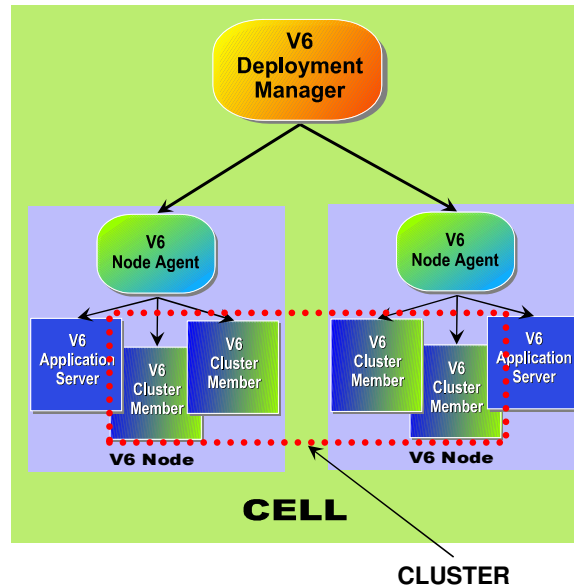 V6
Deployment
Manager
V6
Node Agent
V6
Node Agent
V6
Application
Server
V6
Cluster
Member
V6
Cluster
Member
V6
Cluster
Member
V6
Cluster
Member
V6
Application
Server
V6 Node
V6 Node
CELL
CLUSTER